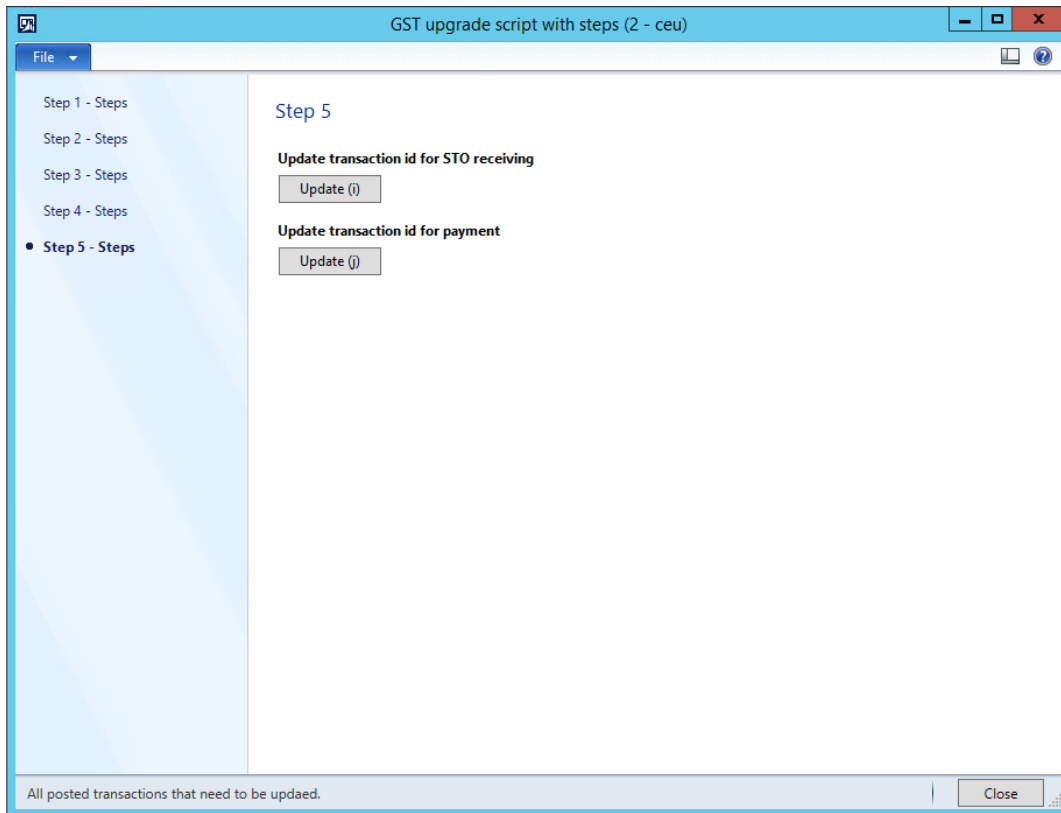 GST upgrade script with steps (2 - ceu)
File
Step 1 - Steps
Step 2 - Steps
Step 3 - Steps
Step 4 - Steps
Step 5 - Steps
Step 5
Update transaction id for STO receiving
Update (i)
Update transaction id for payment
Update (j)
All posted transactions that need to be updaed.
Close